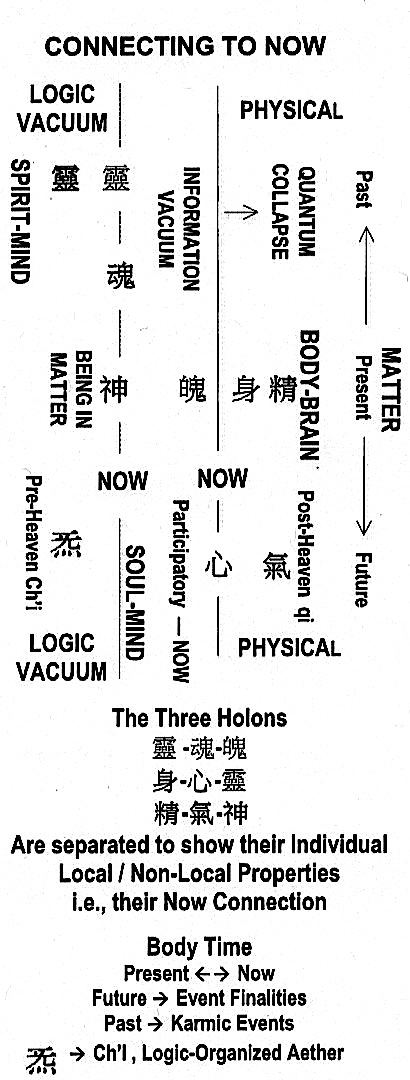 CONNECTING TO NOW
LOGIC
VACUUM
PHYSICAL
SPIRIT-MIND
靈
靈
魂
INFORMATION
VACUUM
QUANTUM
COLLAPSE
Past
MATTER
Present
Future
BEING IN
MATTER
神
魄
身
精
BODY-BRAIN
NOW
NOW
Pre-Heaven Ch'i
炁
SOUL-MIND
Participatory — NOW
心
氣
Post-Heaven qi
LOGIC
VACUUM
PHYSICAL
The Three Holons
靈-魂-魄
身-心-靈
精-氣-神
Are separated to show their Individual
Local / Non-Local Properties
i.e., their Now Connection
Body Time
Present ←→ Now
Future → Event Finalities
Past → Karmic Events
炁 → Ch'I , Logic-Organized Aether